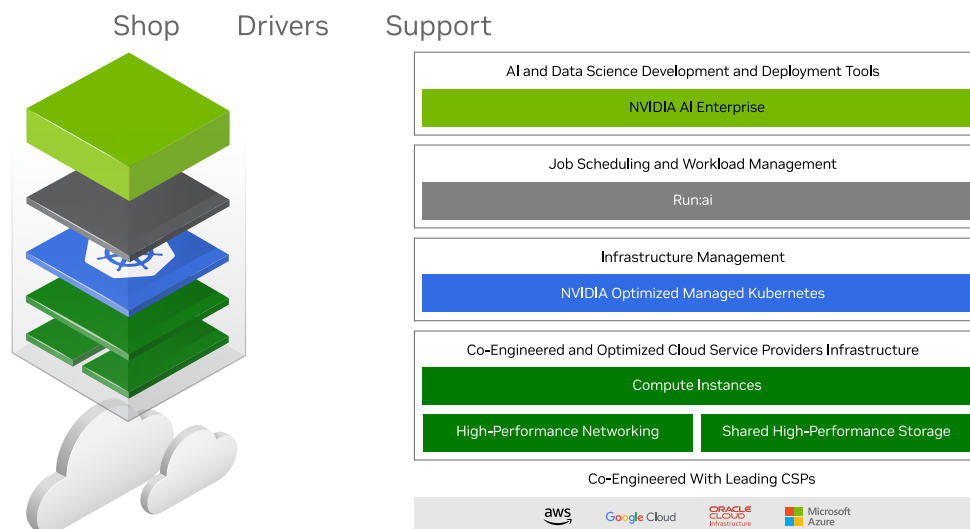 Shop Drivers Support
AI and Data Science Development and Deployment Tools
NVIDIA AI Enterprise
Job Scheduling and Workload Management
Run:ai
Infrastructure Management
NVIDIA Optimized Managed Kubernetes
Co-Engineered and Optimized Cloud Service Providers Infrastructure
Compute Instances
High-Performance Networking Shared High-Performance Storage
Co-Engineered With Leading CSPs
aws Google Cloud ORACLE CLOUD Infrastructure Microsoft Azure